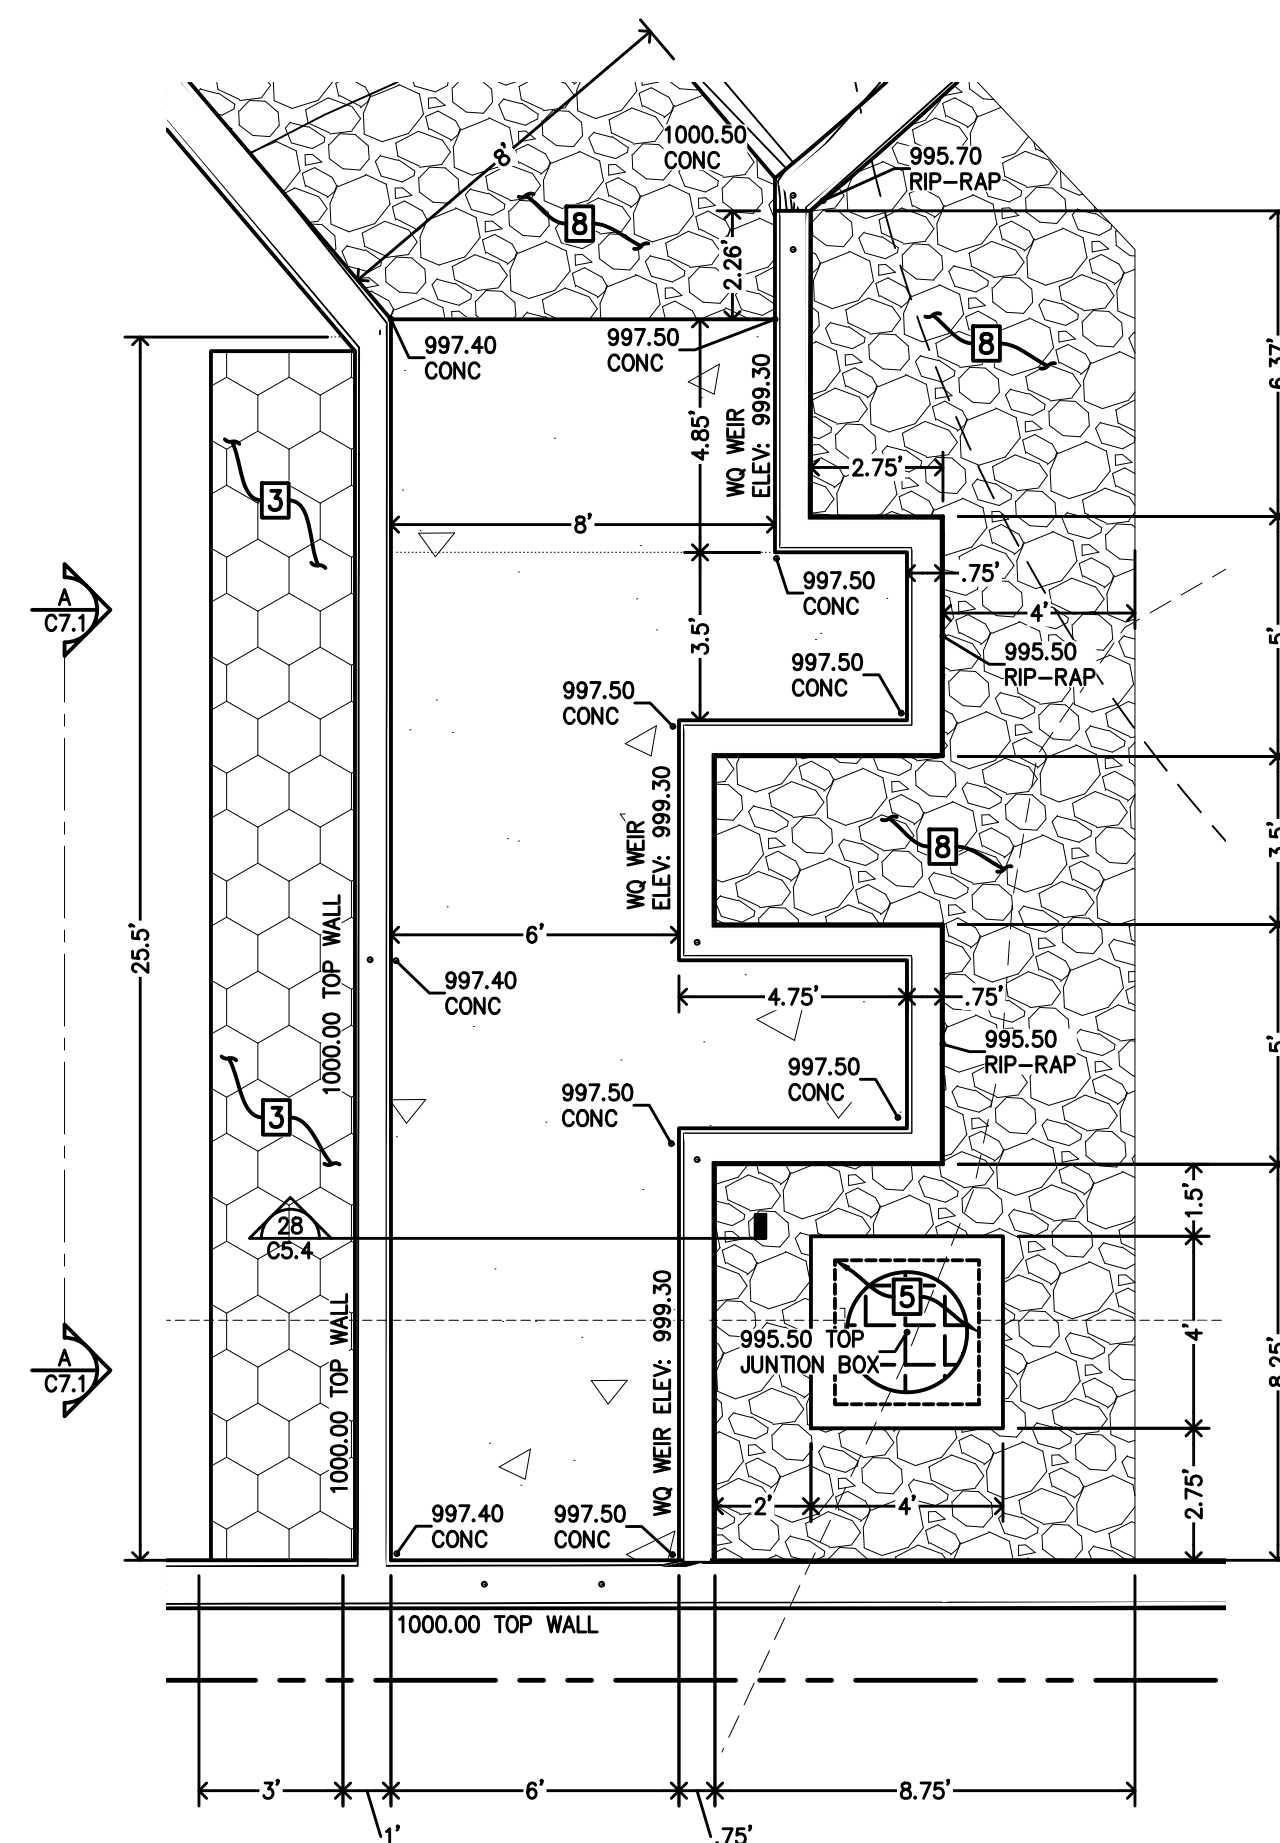 8'
1000.50
CONC
995.70
RIP-RAP
8
2.26'
997.40
CONC
997.50
CONC
8
6.37'
WQ WEIR
ELEV: 999.30
4.85'
2.75'
3
8'
997.50
CONC
.75'
A
C7.1
4'
5'
3.5'
995.50
RIP-RAP
997.50
CONC
997.50
CONC
WQ WEIR
ELEV: 999.30
8
3.5'
25.5'
1000.00 TOP WALL
6'
997.40
CONC
4.75'
.75'
995.50
RIP-RAP
5'
997.50
CONC
997.50
CONC
3
28
C5.4
1.5'
5
995.50 TOP
JUNTION BOX
4'
A
C7.1
1000.00 TOP WALL
WQ WEIR ELEV: 999.30
8.25'
2.75'
2'
4'
997.40
CONC
997.50
CONC
1000.00 TOP WALL
3'
6'
8.75'
1'
.75'